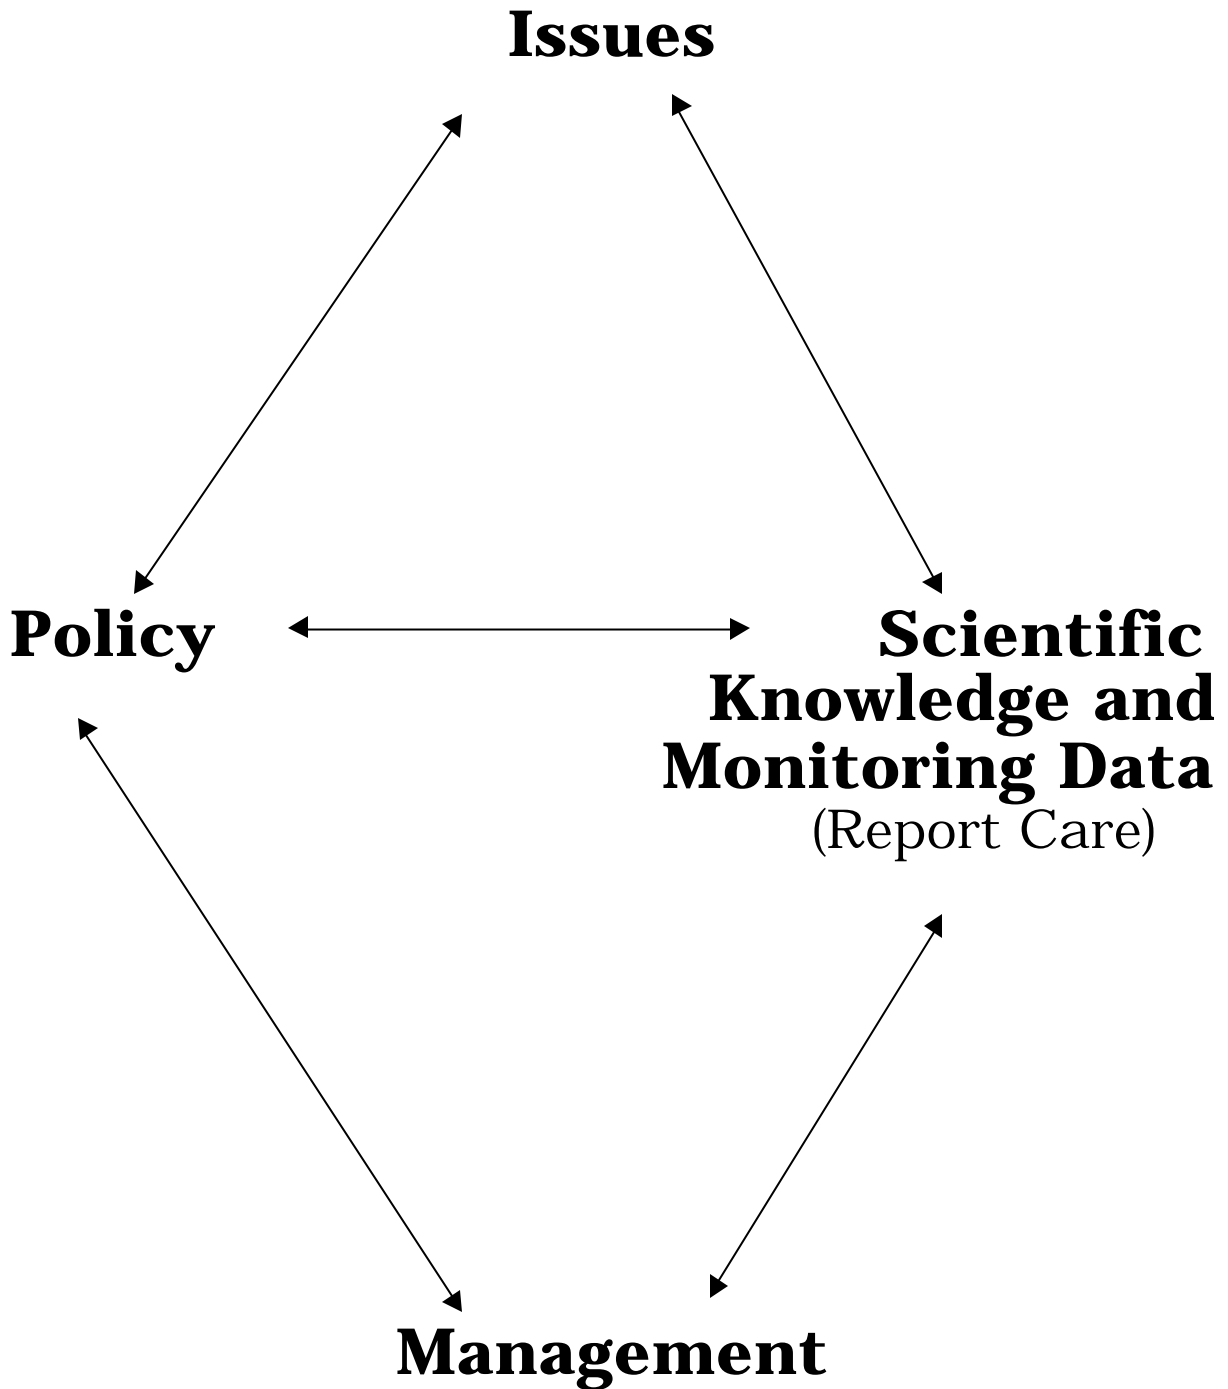 Issues
Policy
Scientific
Knowledge and
Monitoring Data
(Report Care)
Management